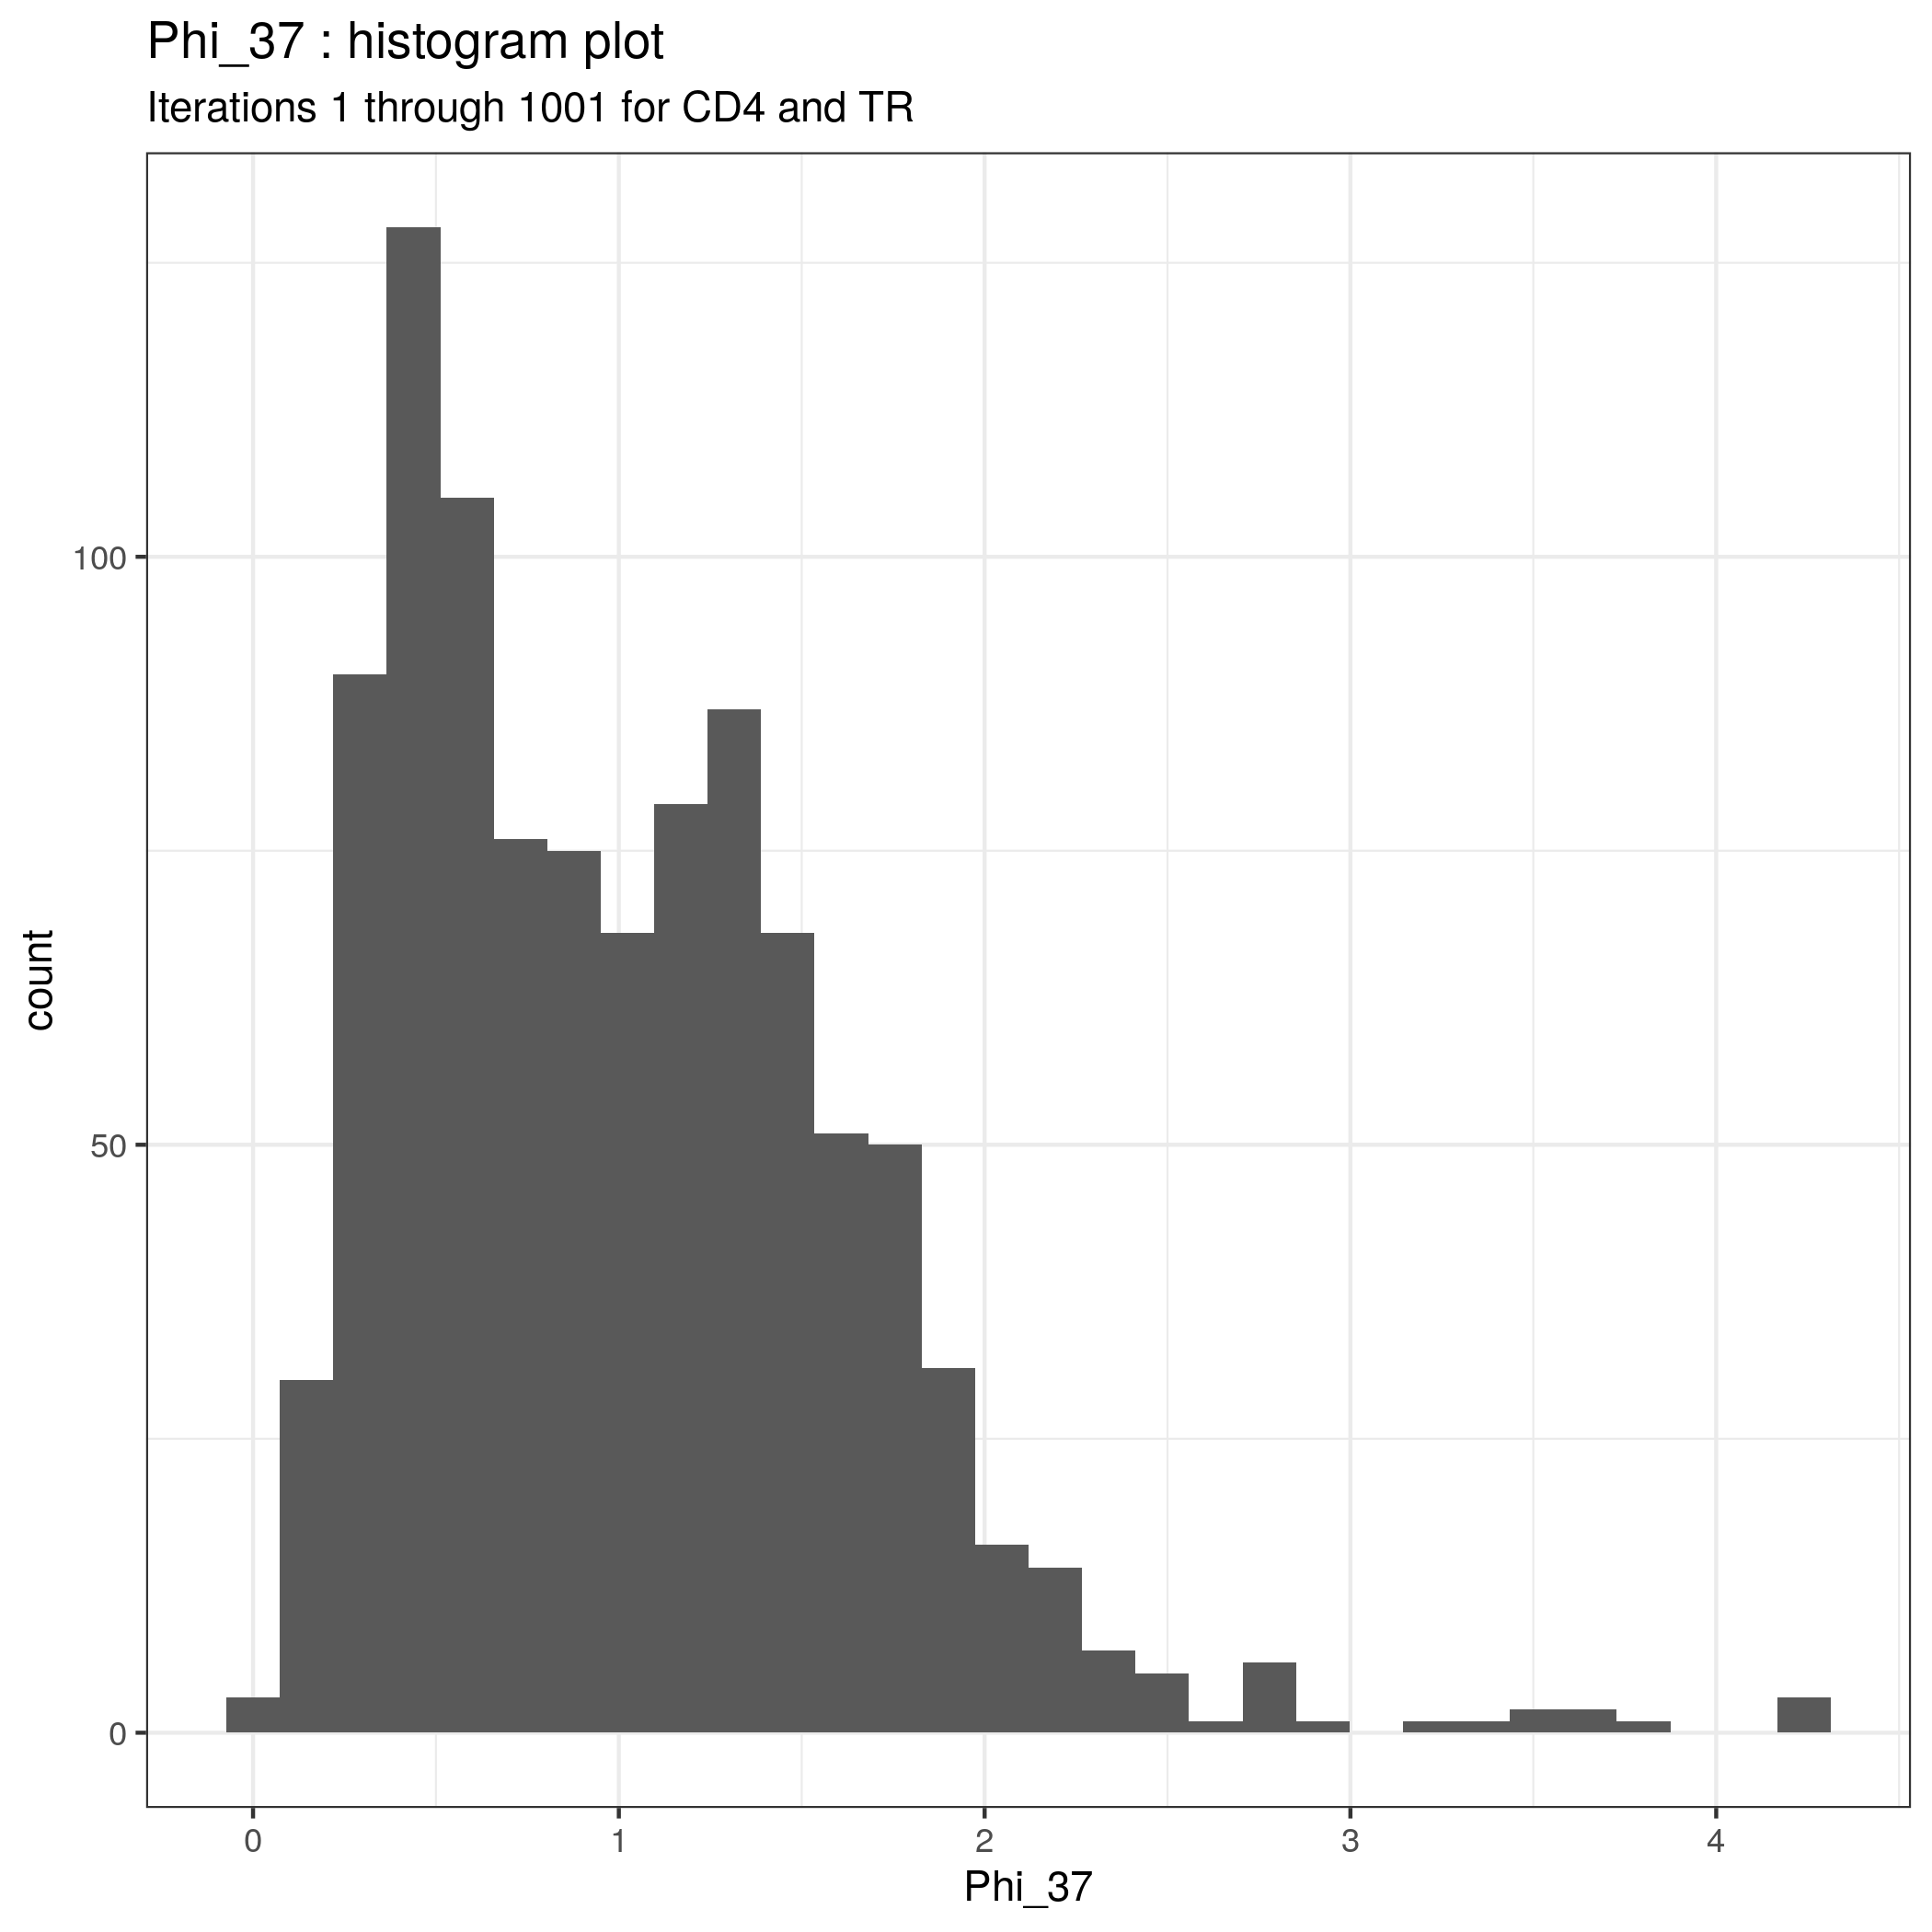 Phi_37 : histogram plot
Iterations 1 through 1001 for CD4 and TR
100
50
0
count
0 1 2 3 4
Phi_37